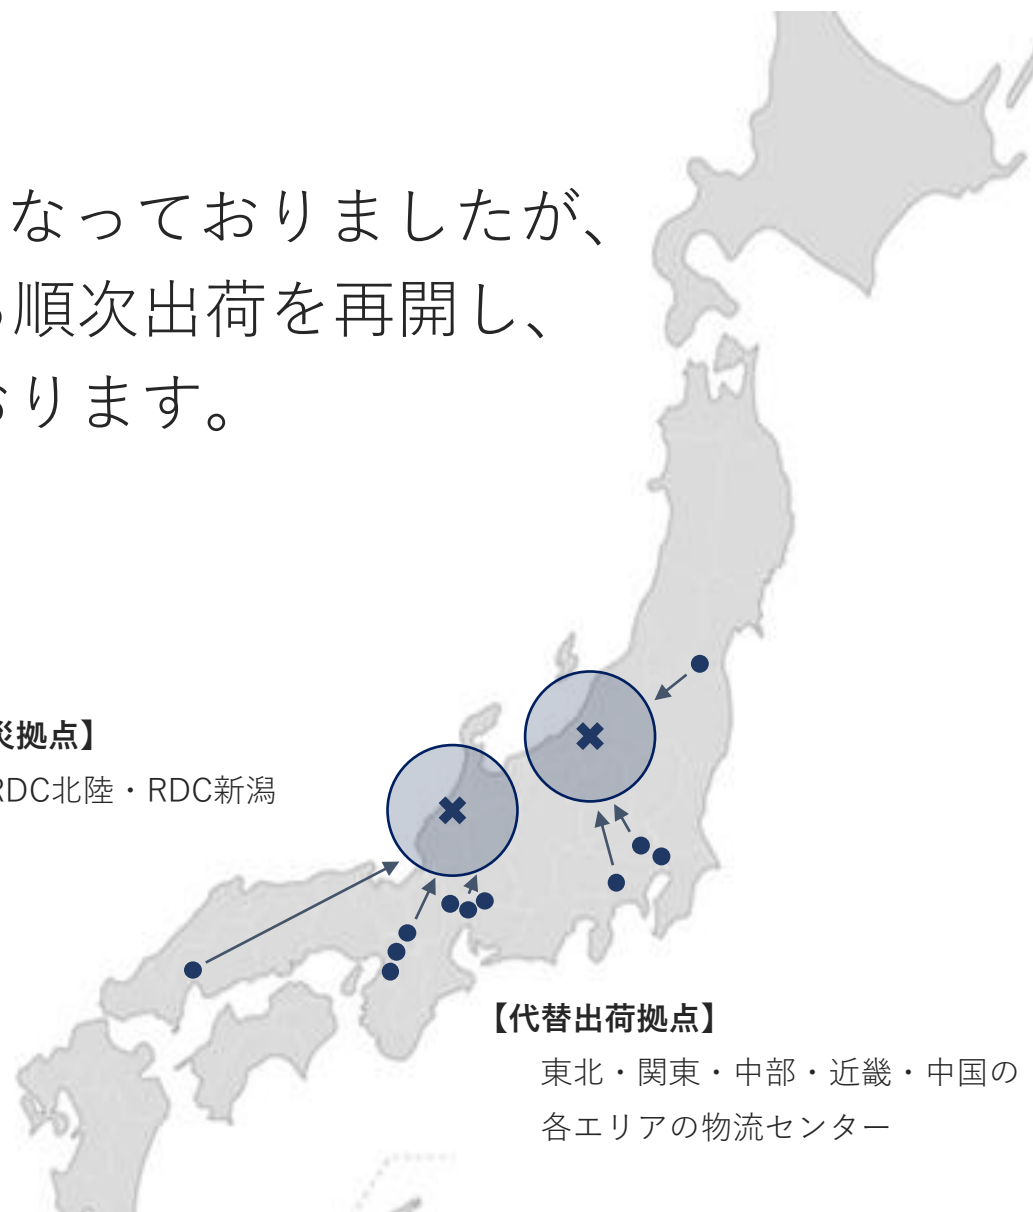 なっておりましたが、
順次出荷を再開し、
おります。
災拠点】
RDC北陸・RDC新潟
【代替出荷拠点】
東北・関東・中部・近畿・中国の
各エリアの物流センター